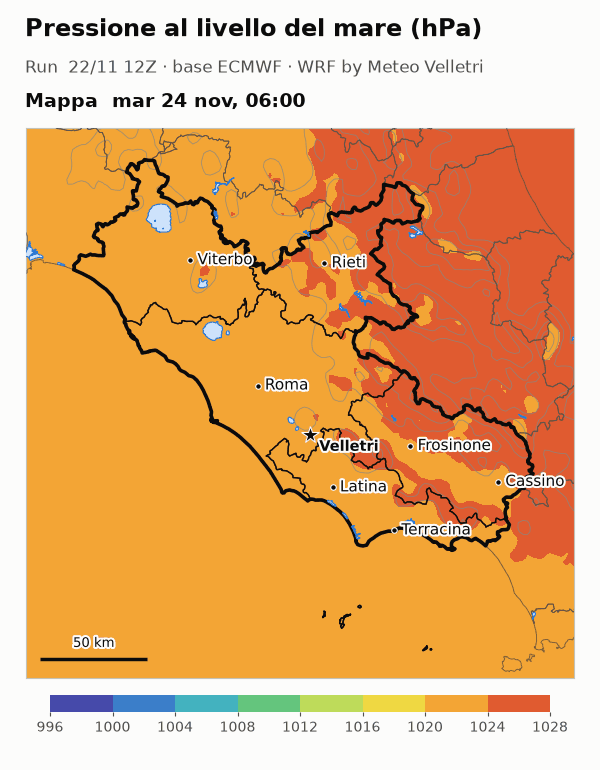 Pressione al livello del mare (hPa)
Run  22/11 12Z · base ECMWF · WRF by Meteo Velletri
Mappa  mar 24 nov, 06:00
Viterbo
Rieti
Roma
Velletri
Frosinone
Latina
Cassino
Terracina
50 km
996 1000 1004 1008 1012 1016 1020 1024 1028